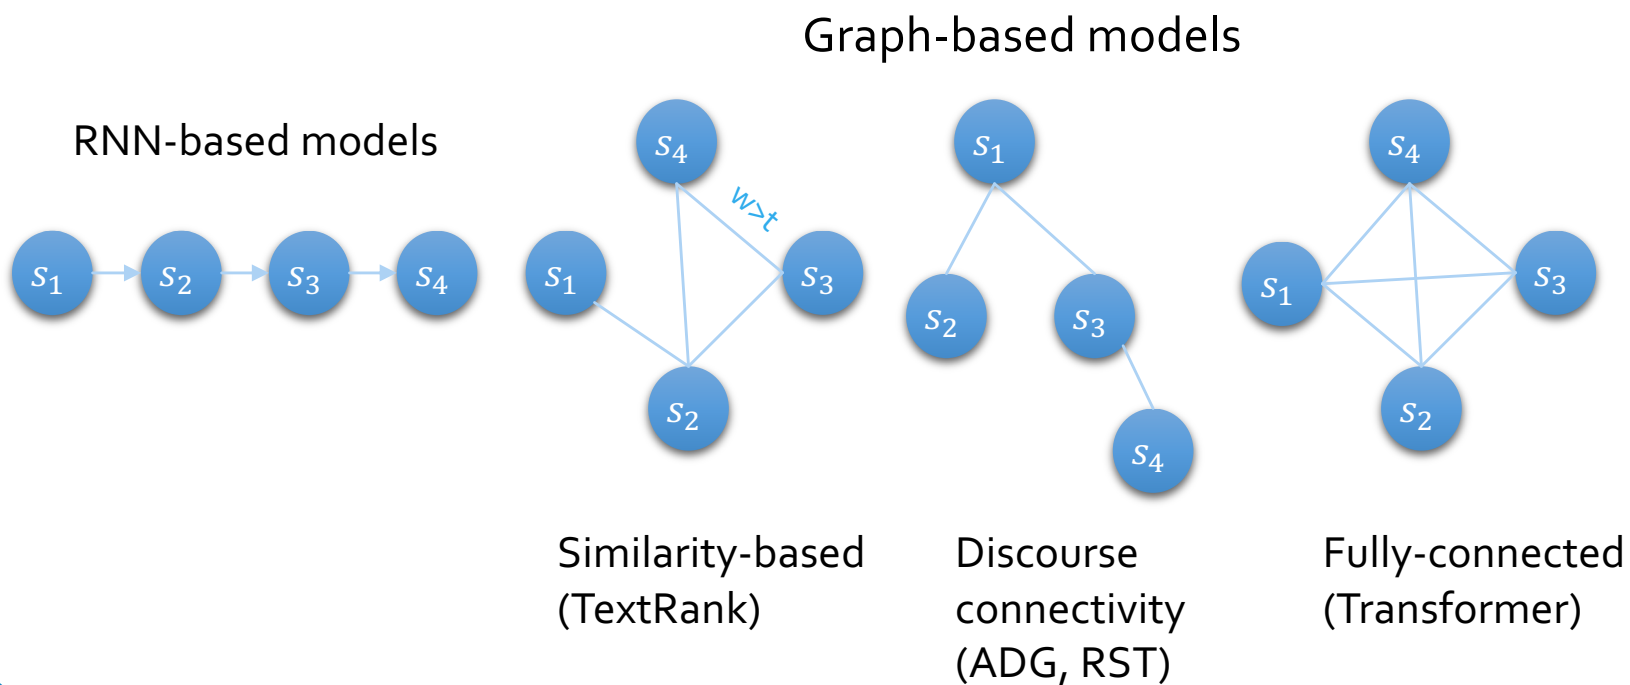 Graph-based models
RNN-based models
s₁ s₂ s₃ s₄
s₄
w>t
s₁ s₃
s₂
Similarity-based
(TextRank)
s₁
s₂ s₃
s₄
Discourse
connectivity
(ADG, RST)
s₄
s₁ s₃
s₂
Fully-connected
(Transformer)